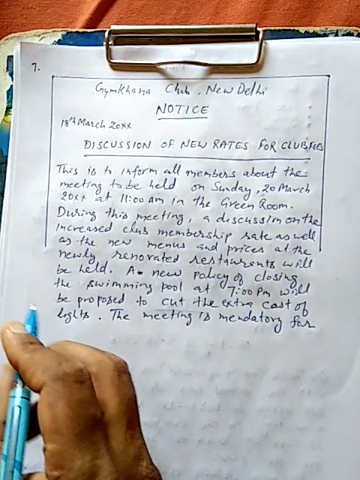 7.
Gymkhana Club, New Delhi
NOTICE
18th March 20xx
DISCUSSION OF NEW RATES FOR CLUB FEES
This is to inform all members about the
meeting to be held on Sunday, 20 March
20xx at 11:00 am in the Green Room.
During this meeting, a discussion on the
increased club membership rate as well
as the new menus and prices at the
newly renovated restaurants will
be held. A new policy of closing
the swimming pool at 7:00 Pm will
be proposed to cut the extra cost of
lights. The meeting is mendatory for